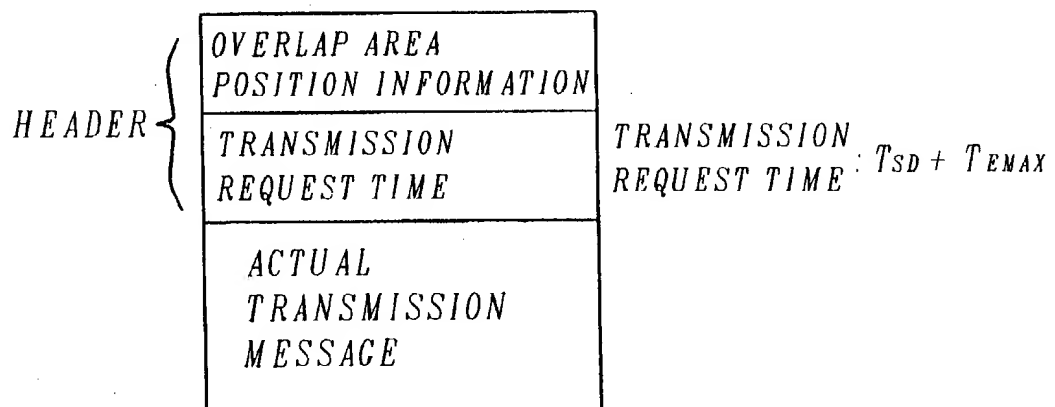 OVERLAP AREA
POSITION INFORMATION
HEADER
TRANSMISSION
REQUEST TIME
TRANSMISSION
REQUEST TIME : TSD + TEMAX
ACTUAL
TRANSMISSION
MESSAGE